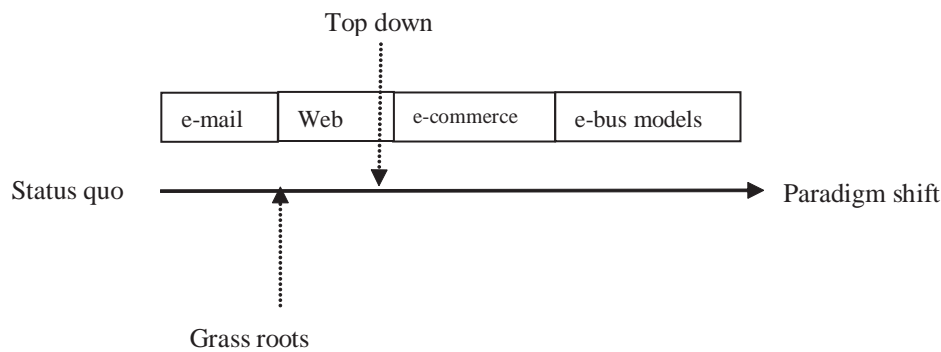 Top down
e-mail Web e-commerce e-bus models
Status quo Paradigm shift
Grass roots